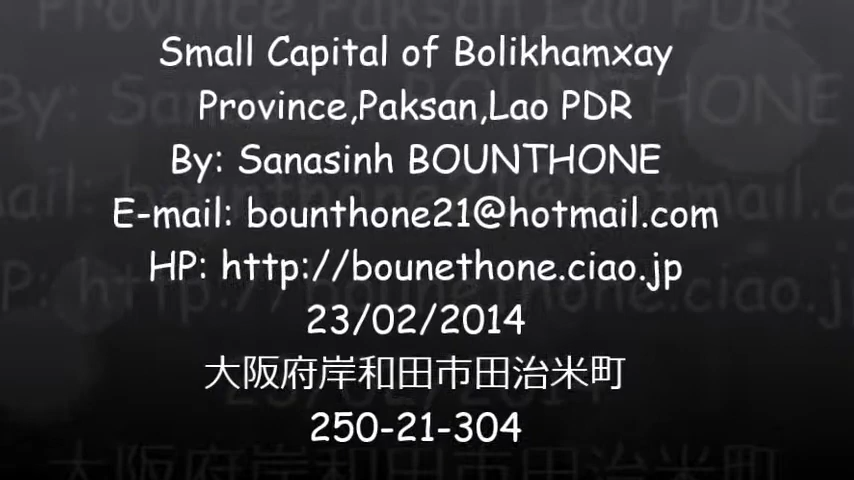 Small Capital of Bolikhamxay
Province,Paksan,Lao PDR
By: Sanasinh BOUNTHONE
E-mail: bounthone21@hotmail.com
HP: http://bounethone.ciao.jp
23/02/2014
大阪府岸和田市田治米町
250-21-304